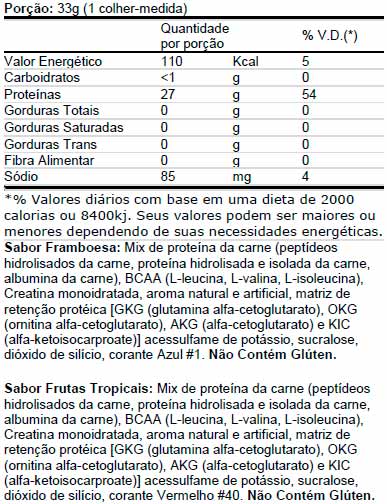 Porção: 33g (1 colher-medida)
Quantidade por porção % V.D.(*)
Valor Energético 110 Kcal 5
Carboidratos <1 g 0
Proteínas 27 g 54
Gorduras Totais 0 g 0
Gorduras Saturadas 0 g 0
Gorduras Trans 0 g 0
Fibra Alimentar 0 g 0
Sódio 85 mg 4
*% Valores diários com base em uma dieta de 2000
calorias ou 8400kj. Seus valores podem ser maiores ou
menores dependendo de suas necessidades energéticas.
Sabor Framboesa: Mix de proteína da carne (peptídeos
hidrolisados da carne, proteína hidrolisada e isolada da carne,
albumina da carne), BCAA (L-leucina, L-valina, L-isoleucina),
Creatina monoidratada, aroma natural e artificial, matriz de
retenção protéica [GKG (glutamina alfa-cetoglutarato), OKG
(ornitina alfa-cetoglutarato), AKG (alfa-cetoglutarato) e KIC
(alfa-ketoisocarproate)] acessulfame de potássio, sucralose,
dióxido de silício, corante Azul #1. Não Contém Glúten.
Sabor Frutas Tropicais: Mix de proteína da carne (peptídeos
hidrolisados da carne, proteína hidrolisada e isolada da carne,
albumina da carne), BCAA (L-leucina, L-valina, L-isoleucina),
Creatina monoidratada, aroma natural e artificial, matriz de
retenção protéica [GKG (glutamina alfa-cetoglutarato), OKG
(ornitina alfa-cetoglutarato), AKG (alfa-cetoglutarato) e KIC
(alfa-ketoisocarproate)] acessulfame de potássio, sucralose,
dióxido de silício, corante Vermelho #40. Não Contém Glúten.